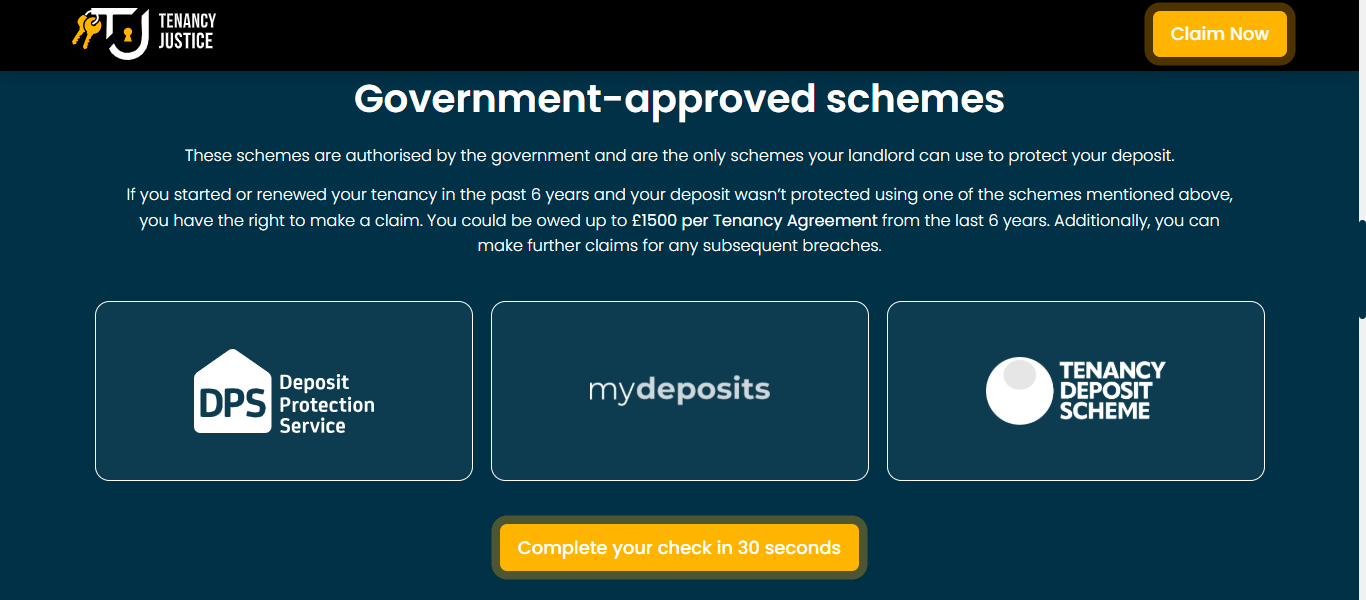 TENANCY
JUSTICE
Claim Now
Government-approved schemes
These schemes are authorised by the government and are the only schemes your landlord can use to protect your deposit.
If you started or renewed your tenancy in the past 6 years and your deposit wasn’t protected using one of the schemes mentioned above,
you have the right to make a claim. You could be owed up to £1500 per Tenancy Agreement from the last 6 years. Additionally, you can
make further claims for any subsequent breaches.
DPS
Deposit
Protection
Service
mydeposits
TENANCY
DEPOSIT
SCHEME
Complete your check in 30 seconds